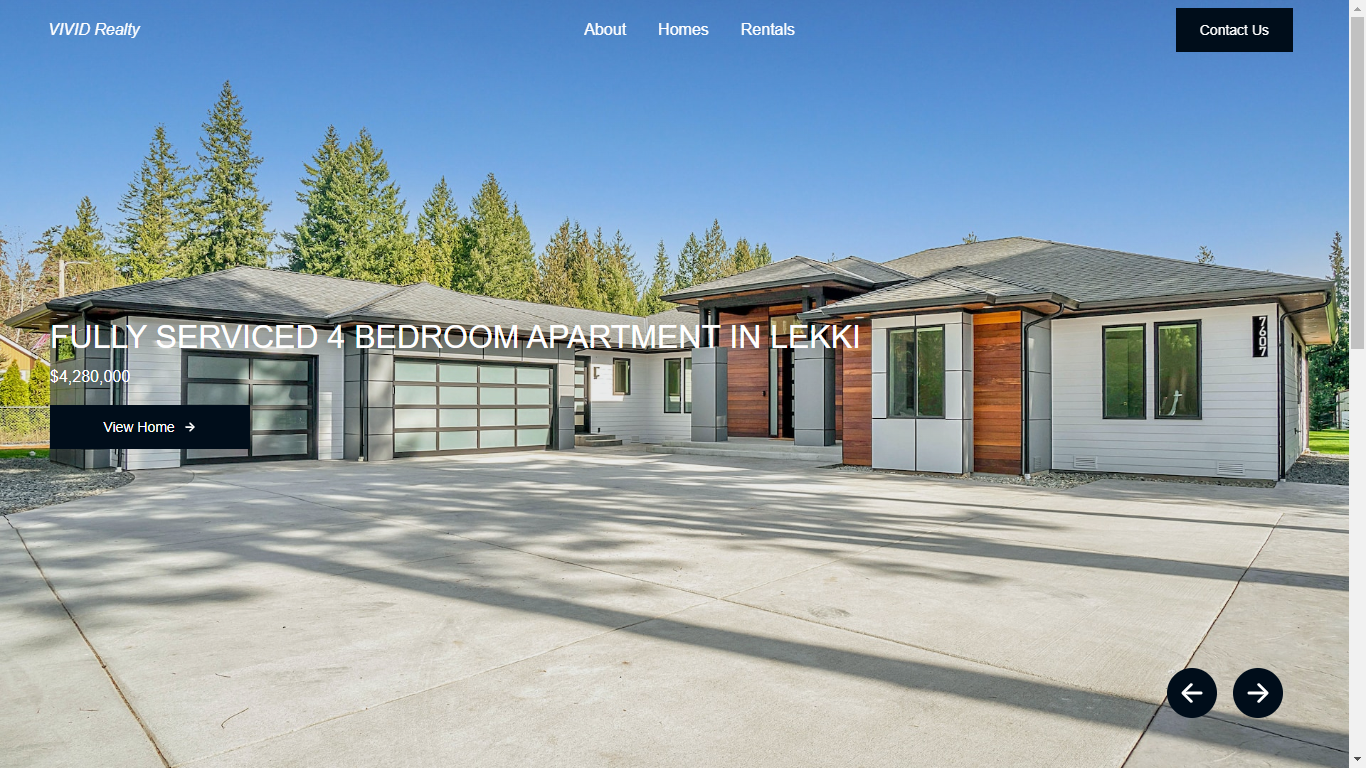 VIVID Realty
About Homes Rentals
Contact Us
FULLY SERVICED 4 BEDROOM APARTMENT IN LEKKI
$4,280,000
View Home
7607